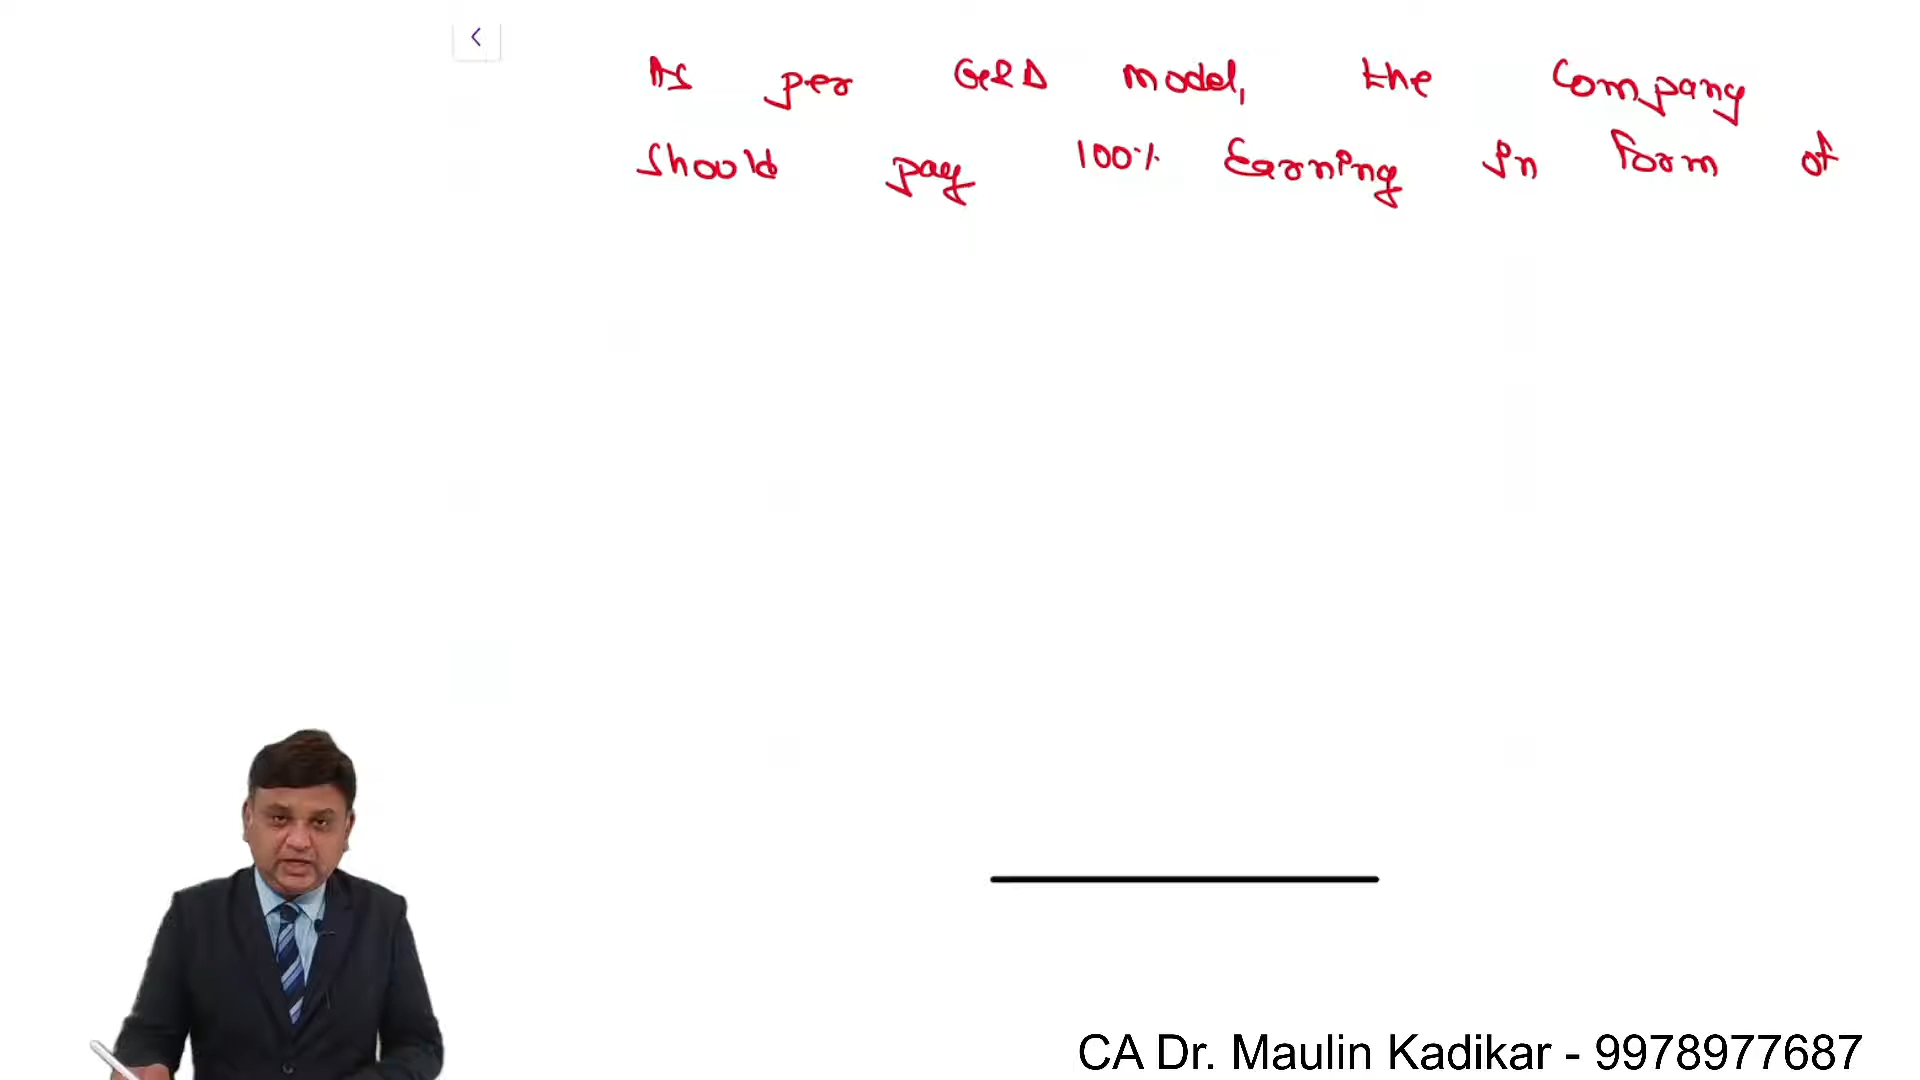 As per G&D model, the Company
should pay 100% Earning in form of
CA Dr. Maulin Kadikar - 9978977687